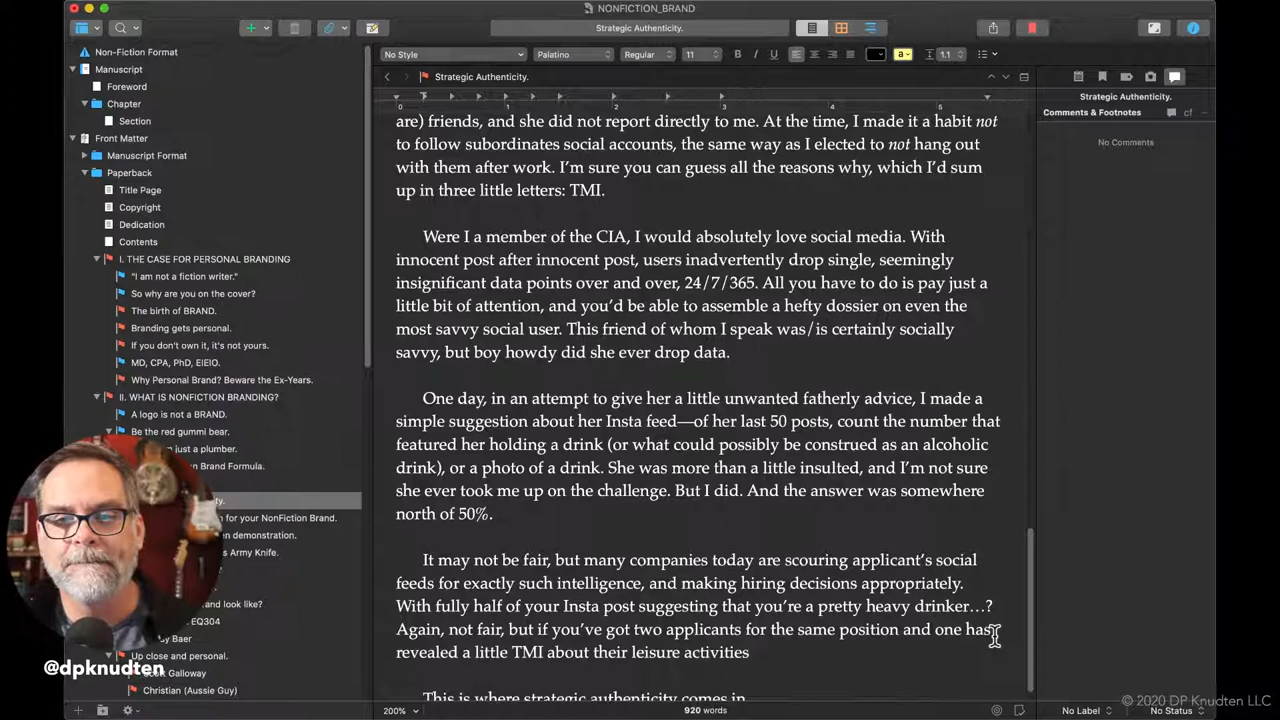 NONFICTION_BRAND
Strategic Authenticity.
No Style
Palatino
Regular
11
B
I
U
a
1.1
Strategic Authenticity.
0
1
2
3
4
5
Non-Fiction Format
Manuscript
Foreword
Chapter
Section
Front Matter
Manuscript Format
Paperback
Title Page
Copyright
Dedication
Contents
I. THE CASE FOR PERSONAL BRANDING
"I am not a fiction writer."
So why are you on the cover?
The birth of BRAND.
Branding gets personal.
If you don't own it, it's not yours.
MD, CPA, PhD, EIEIO.
Why Personal Brand? Beware the Ex-Years.
II. WHAT IS NONFICTION BRANDING?
A logo is not a BRAND.
Be the red gummi bear.
just a plumber.
Brand Formula.
for your NonFiction Brand.
demonstration.
Army Knife.
and look like?
EQ304
Baer
Up close and personal.
Galloway
Christian (Aussie Guy)
are) friends, and she did not report directly to me. At the time, I made it a habit not
to follow subordinates social accounts, the same way as I elected to not hang out
with them after work. I'm sure you can guess all the reasons why, which I'd sum
up in three little letters: TMI.
Were I a member of the CIA, I would absolutely love social media. With
innocent post after innocent post, users inadvertently drop single, seemingly
insignificant data points over and over, 24/7/365. All you have to do is pay just a
little bit of attention, and you'd be able to assemble a hefty dossier on even the
most savvy social user. This friend of whom I speak was/is certainly socially
savvy, but boy howdy did she ever drop data.
One day, in an attempt to give her a little unwanted fatherly advice, I made a
simple suggestion about her Insta feed—of her last 50 posts, count the number that
featured her holding a drink (or what could possibly be construed as an alcoholic
drink), or a photo of a drink. She was more than a little insulted, and I'm not sure
she ever took me up on the challenge. But I did. And the answer was somewhere
north of 50%.
It may not be fair, but many companies today are scouring applicant's social
feeds for exactly such intelligence, and making hiring decisions appropriately.
With fully half of your Insta post suggesting that you're a pretty heavy drinker…?
Again, not fair, but if you've got two applicants for the same position and one has
revealed a little TMI about their leisure activities
This is where strategic authenticity comes in
Strategic Authenticity.
Comments & Footnotes
cf
No Comments
@dpknudten
200%
920 words
No Label
No Status
© 2020 DP Knudten LLC